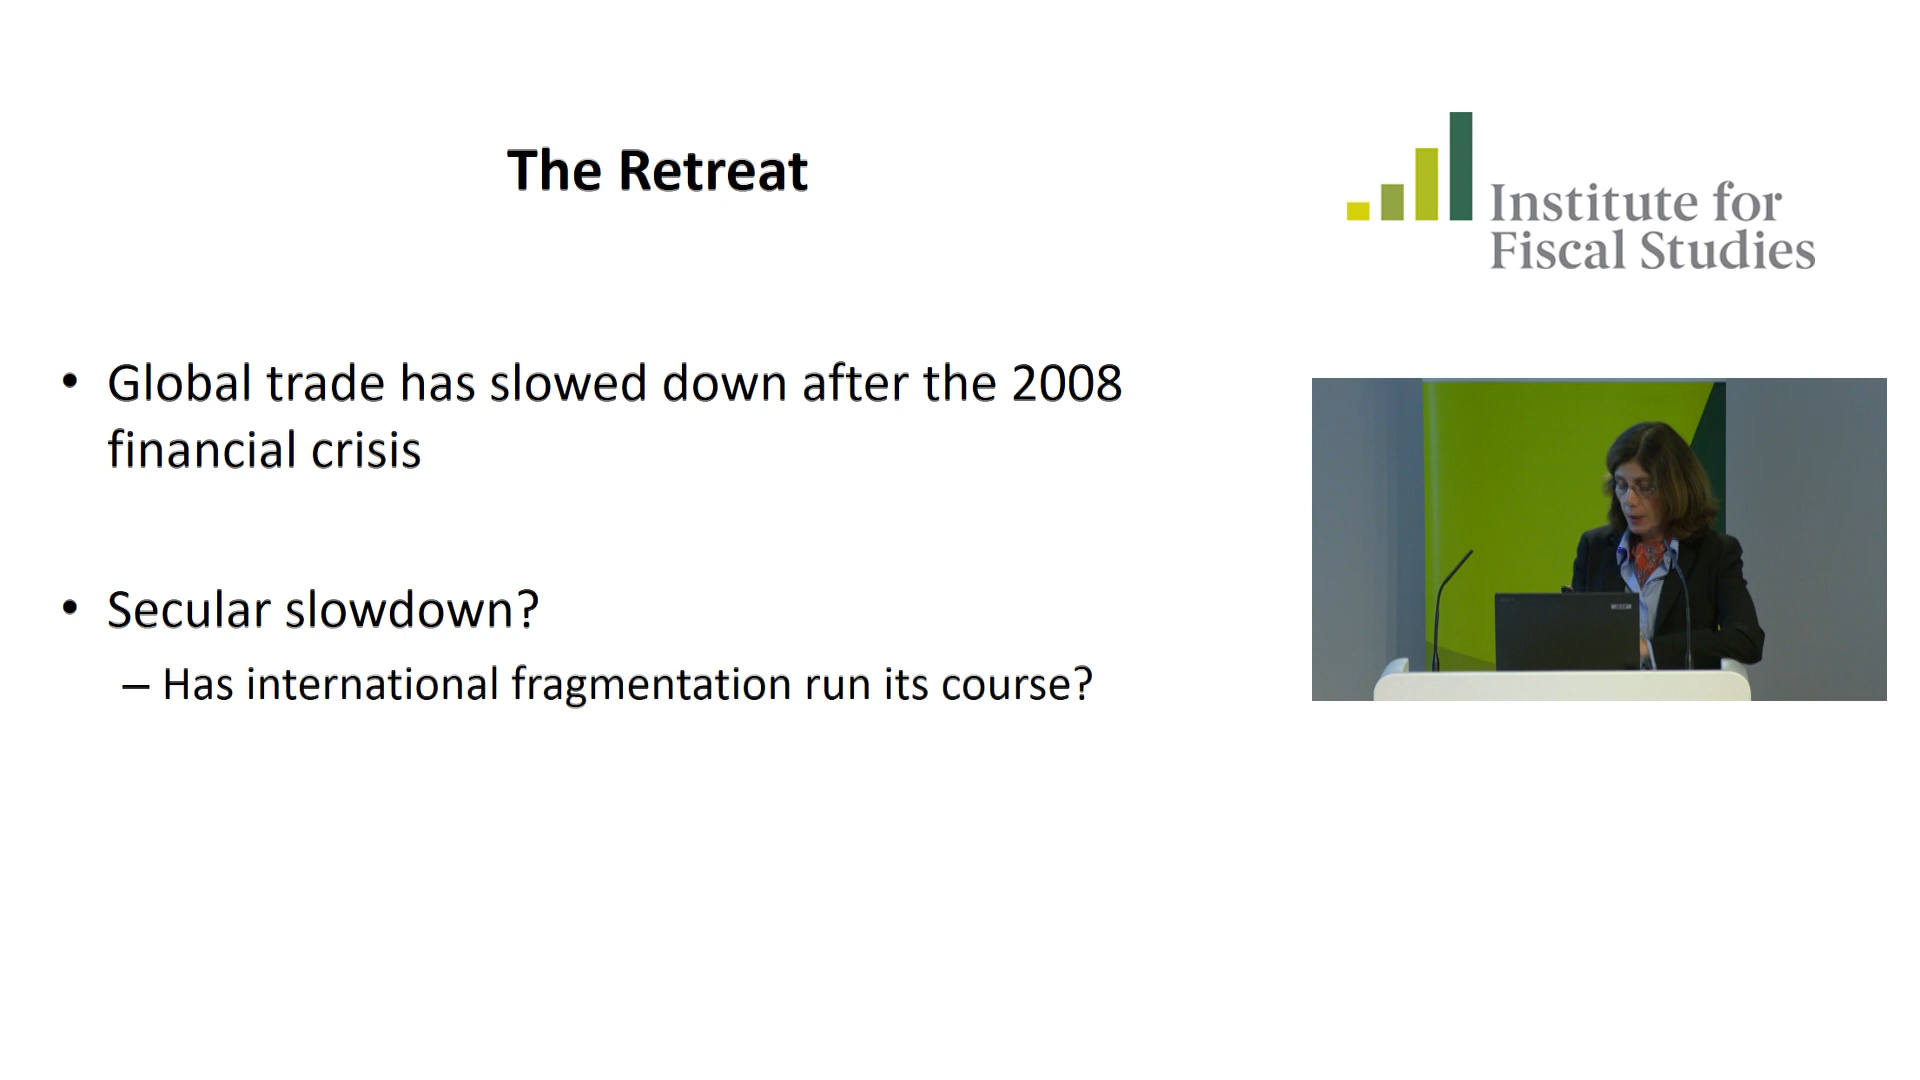 The Retreat
Institute for
Fiscal Studies
• Global trade has slowed down after the 2008
financial crisis
• Secular slowdown?
– Has international fragmentation run its course?